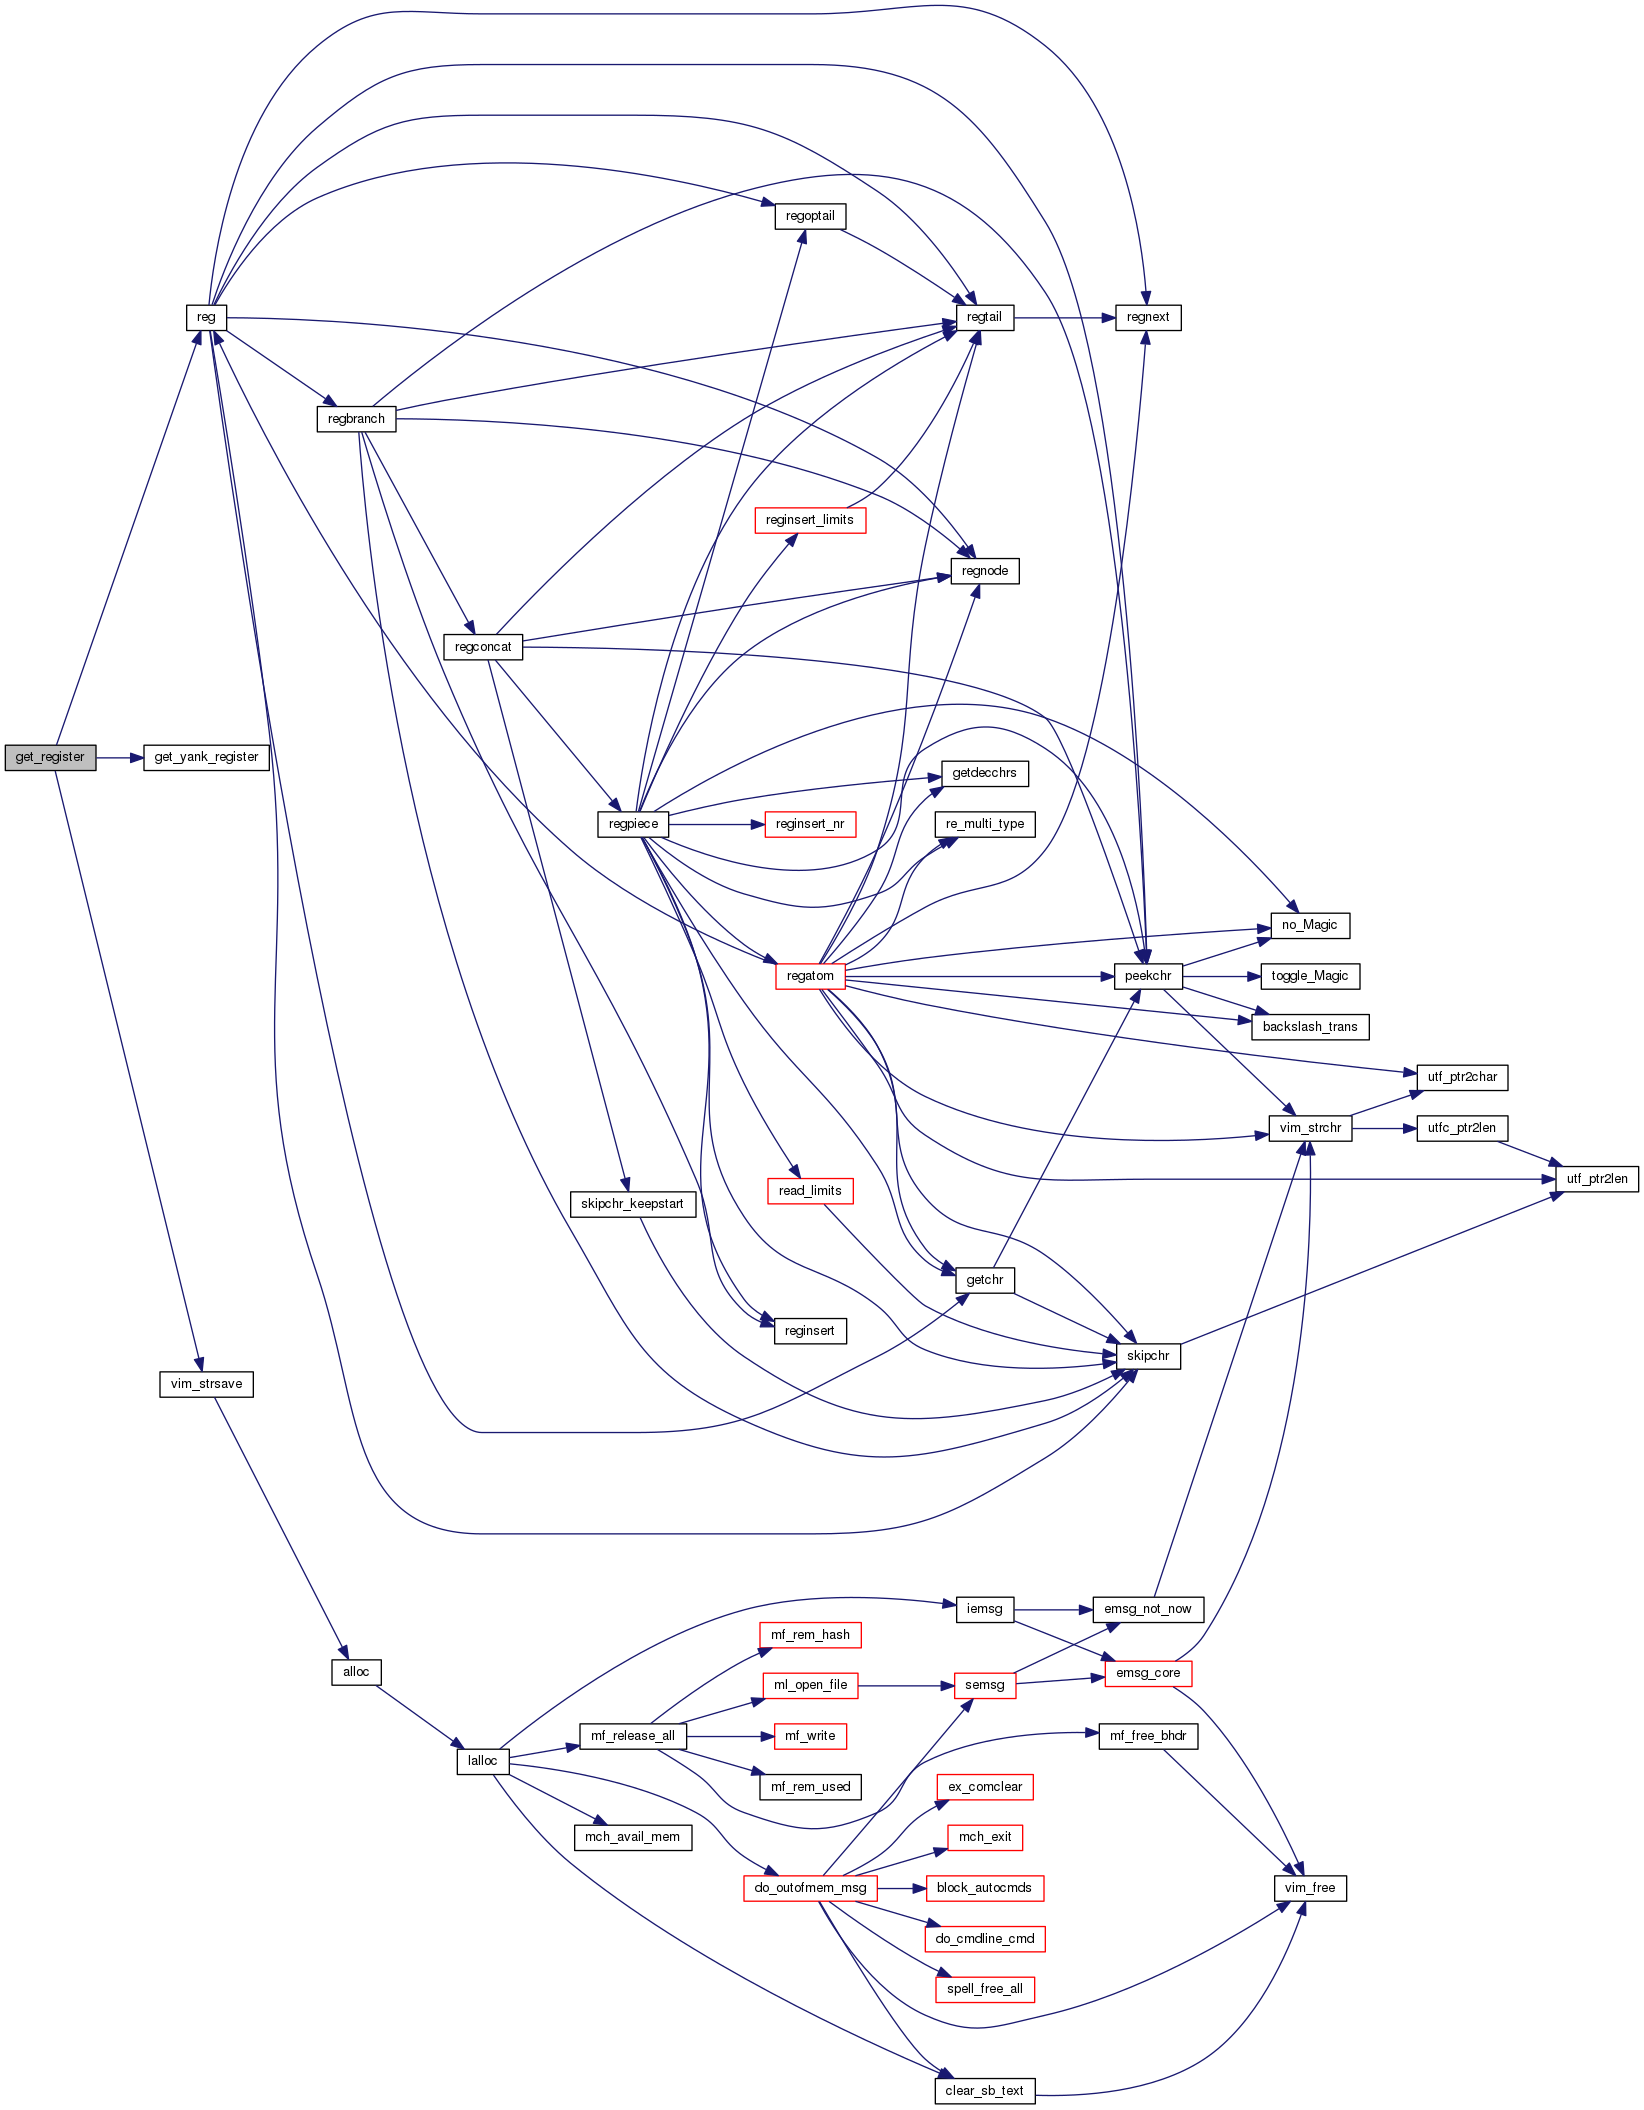 regoptail
reg
regtail
regnext
regbranch
reginsert_limits
regnode
regconcat
get_register
get_yank_register
getdecchrs
regpiece
reginsert_nr
re_multi_type
no_Magic
regatom
peekchr
toggle_Magic
backslash_trans
utf_ptr2char
vim_strchr
utfc_ptr2len
utf_ptr2len
read_limits
skipchr_keepstart
getchr
reginsert
skipchr
vim_strsave
iemsg
emsg_not_now
mf_rem_hash
alloc
emsg_core
ml_open_file
semsg
mf_release_all
mf_write
mf_free_bhdr
lalloc
mf_rem_used
ex_comclear
mch_avail_mem
mch_exit
do_outofmem_msg
block_autocmds
vim_free
do_cmdline_cmd
spell_free_all
clear_sb_text